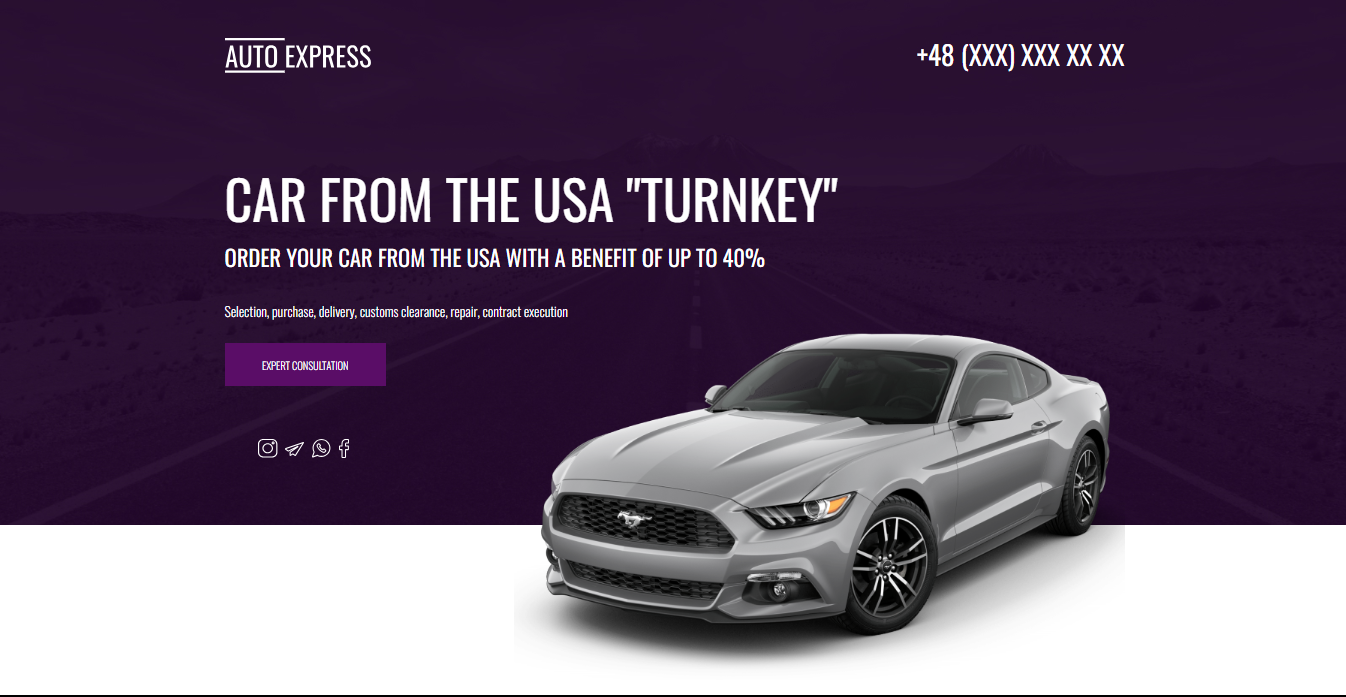 AUTO EXPRESS
+48 (XXX) XXX XX XX
CAR FROM THE USA "TURNKEY"
ORDER YOUR CAR FROM THE USA WITH A BENEFIT OF UP TO 40%
Selection, purchase, delivery, customs clearance, repair, contract execution
EXPERT CONSULTATION